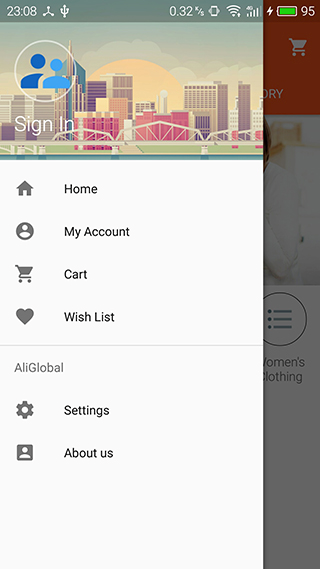 23:08 0.32 K/s 95
Sign In
ORY
Home
My Account
Cart
Wish List
Women's
Clothing
AliGlobal
Settings
About us